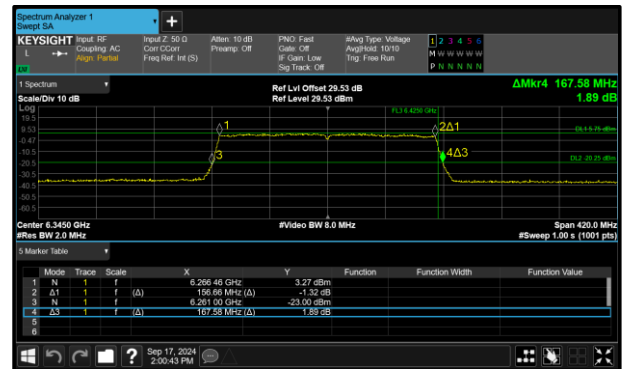 Spectrum Analyzer 1
Swept SA
+
KEYSIGHT Input: RF Input Z: 50 Ω Atten: 10 dB PNO: Fast #Avg Type: Voltage 1 2 3 4 5 6
L Coupling: AC Corr CCorr Preamp: Off Gate: Off Avg|Hold: 10/10 M W W W W W
Align: Partial Freq Ref: Int (S) IF Gain: Low Trig: Free Run P N N N N N
Sig Track: Off
1 Spectrum Ref Lvl Offset 29.53 dB ΔMkr4 167.58 MHz
Scale/Div 10 dB Ref Level 29.53 dBm 1.89 dB
Log
19.5 FL3 6.4250 GHz
9.53 1 2Δ1
-0.47
-10.5 3 4Δ3
-20.5 DL2 -20.25 dBm
-30.5
-40.5
-50.5
-60.5
Center 6.3450 GHz #Video BW 8.0 MHz Span 420.0 MHz
#Res BW 2.0 MHz #Sweep 1.00 s (1001 pts)
5 Marker Table
Mode Trace Scale X Y Function Function Width Function Value
1 N 1 f 6.266 46 GHz 3.27 dBm
2 Δ1 1 f (Δ) 156.66 MHz (Δ) -1.32 dB
3 N 1 f 6.261 00 GHz -23.00 dBm
4 Δ3 1 f (Δ) 167.58 MHz (Δ) 1.89 dB
5
6
? Sep 17, 2024
2:00:43 PM